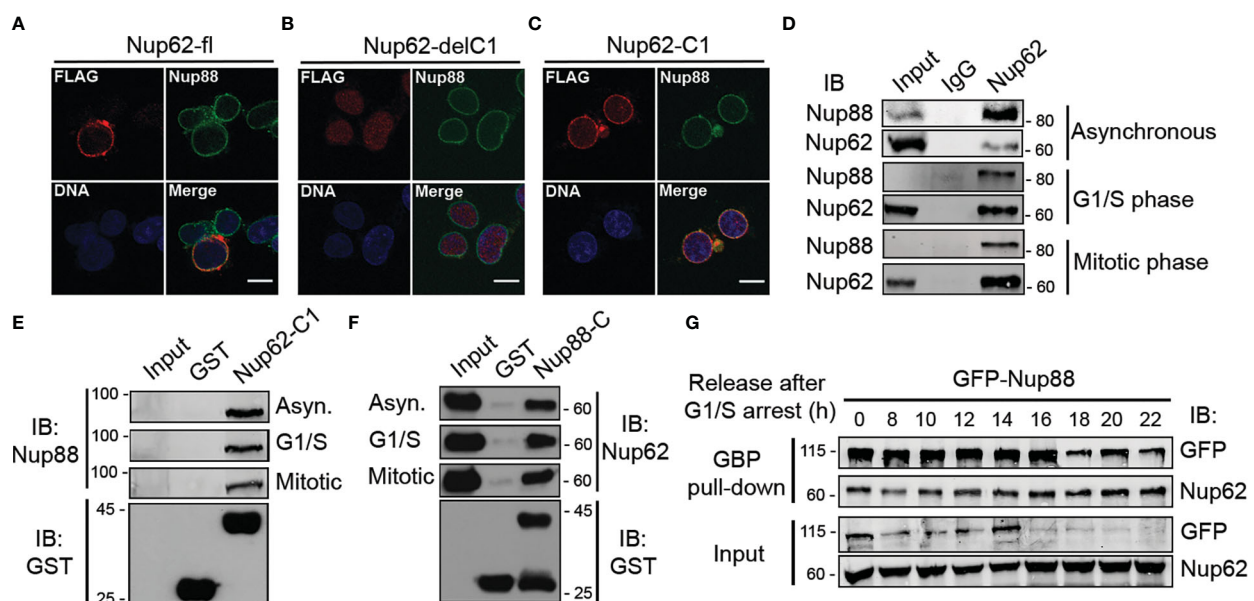 A
Nup62-fl
FLAG
Nup88
DNA
Merge
B
Nup62-delC1
FLAG
Nup88
DNA
Merge
C
Nup62-C1
FLAG
Nup88
DNA
Merge
D
IB
Input
IgG
Nup62
Nup88
- 80
Nup62
- 60
Asynchronous
Nup88
- 80
Nup62
- 60
G1/S phase
Nup88
- 80
Nup62
- 60
Mitotic phase
E
Input
GST
Nup62-C1
IB:
Nup88
100 -
Asyn.
100 -
G1/S
100 -
Mitotic
IB:
GST
45 -
25 -
F
Input
GST
Nup88-C
Asyn.
- 60
G1/S
- 60
Mitotic
- 60
IB:
Nup62
- 45
- 25
IB:
GST
G
Release after
G1/S arrest (h)
GFP-Nup88
0 8 10 12 14 16 18 20 22
IB:
GBP
pull-down
115 -
GFP
60 -
Nup62
Input
115 -
GFP
60 -
Nup62